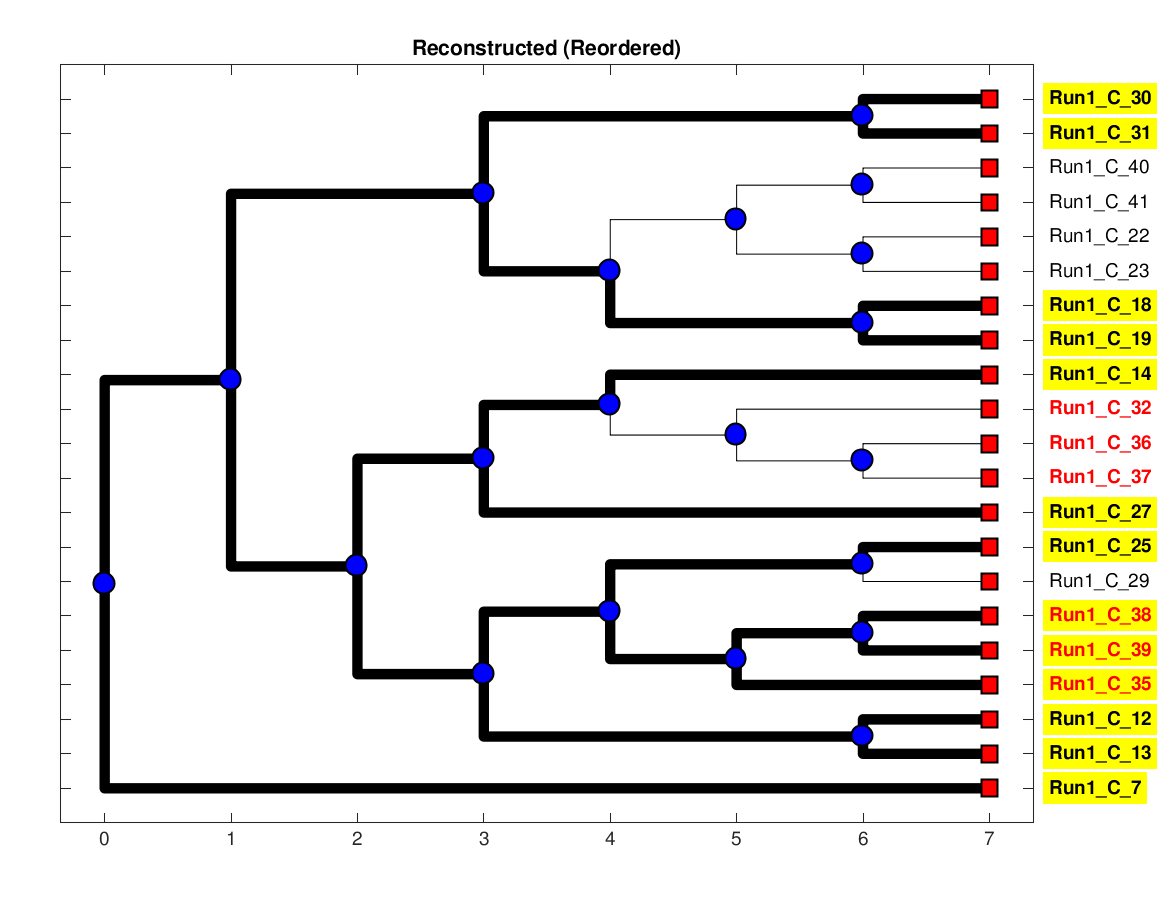 Reconstructed (Reordered)
Run1_C_30
Run1_C_31
Run1_C_40
Run1_C_41
Run1_C_22
Run1_C_23
Run1_C_18
Run1_C_19
Run1_C_14
Run1_C_32
Run1_C_36
Run1_C_37
Run1_C_27
Run1_C_25
Run1_C_29
Run1_C_38
Run1_C_39
Run1_C_35
Run1_C_12
Run1_C_13
Run1_C_7
0 1 2 3 4 5 6 7